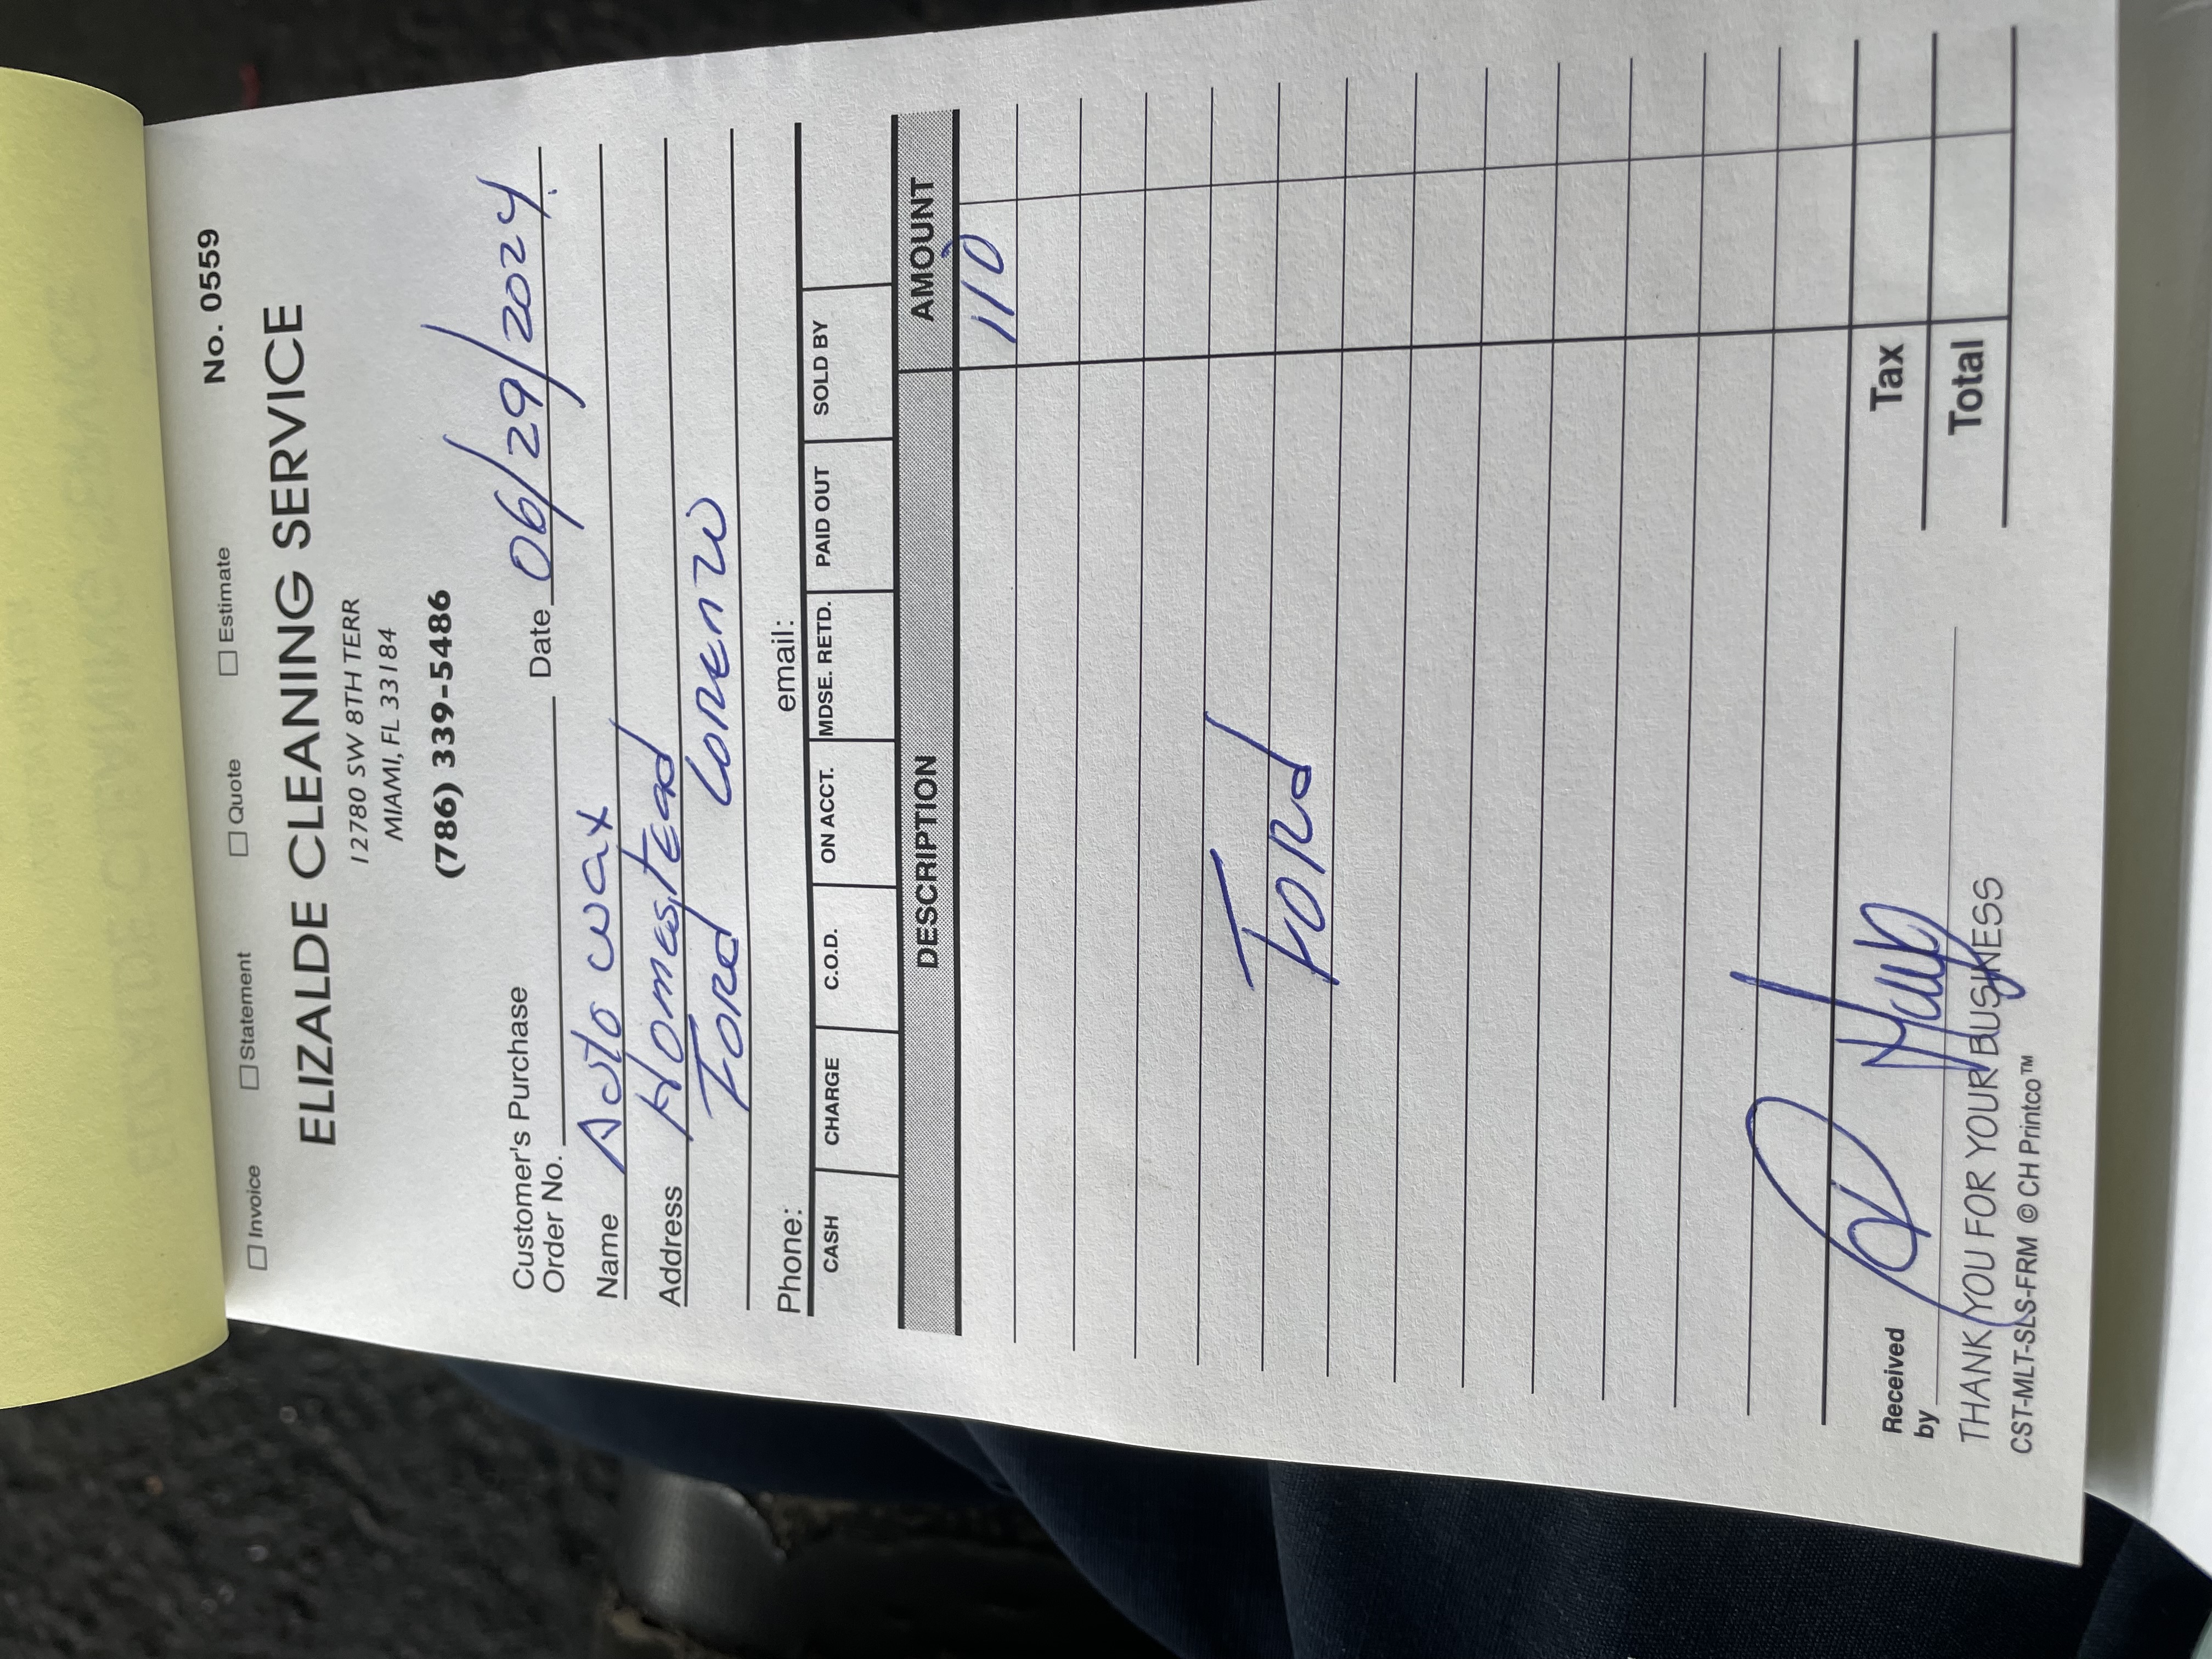 No. 0559
Invoice Statement Quote Estimate
ELIZALDE CLEANING SERVICE
12780 SW 8TH TERR
MIAMI, FL 33184
(786) 339-5486
Customer's Purchase
Order No. Date 06/29/2024.
Name Auto wax
Address Homestead
Ford Lorenzo
Phone: email:
CASH CHARGE C.O.D. ON ACCT. MDSE. RETD. PAID OUT SOLD BY
DESCRIPTION AMOUNT
110
Ford
Tax
Received
by Total
THANK YOU FOR YOUR BUSINESS
CST-MLT-SLS-FRM © CH Printco™